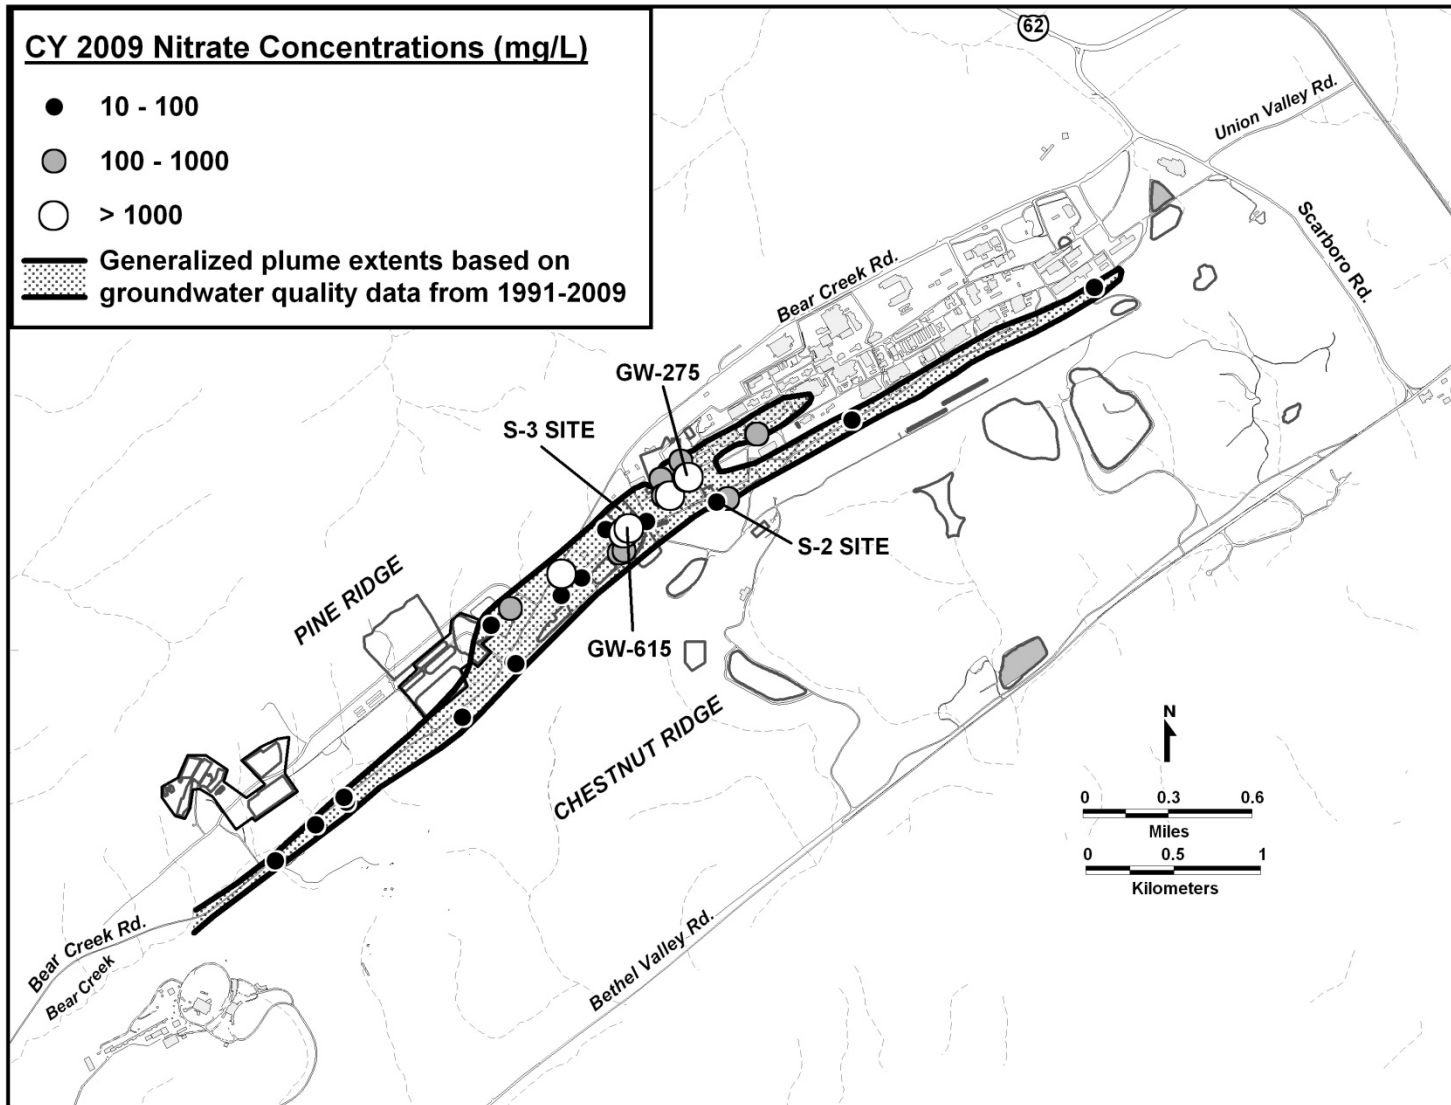 CY 2009 Nitrate Concentrations (mg/L)
10 - 100
100 - 1000
> 1000
Generalized plume extents based on
groundwater quality data from 1991-2009
62
Union Valley Rd.
Scarboro Rd.
Bear Creek Rd.
GW-275
S-3 SITE
S-2 SITE
PINE RIDGE
GW-615
CHESTNUT RIDGE
N
0 0.3 0.6
Miles
0 0.5 1
Kilometers
Bear Creek Rd.
Bear Creek
Bethel Valley Rd.